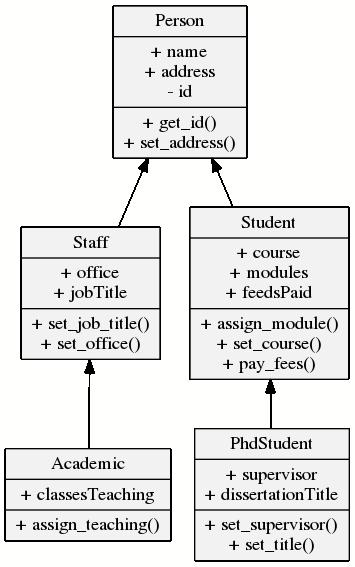 Person
+ name
+ address
- id
+ get_id()
+ set_address()
Staff
+ office
+ jobTitle
+ set_job_title()
+ set_office()
Student
+ course
+ modules
+ feedsPaid
+ assign_module()
+ set_course()
+ pay_fees()
Academic
+ classesTeaching
+ assign_teaching()
PhdStudent
+ supervisor
+ dissertationTitle
+ set_supervisor()
+ set_title()